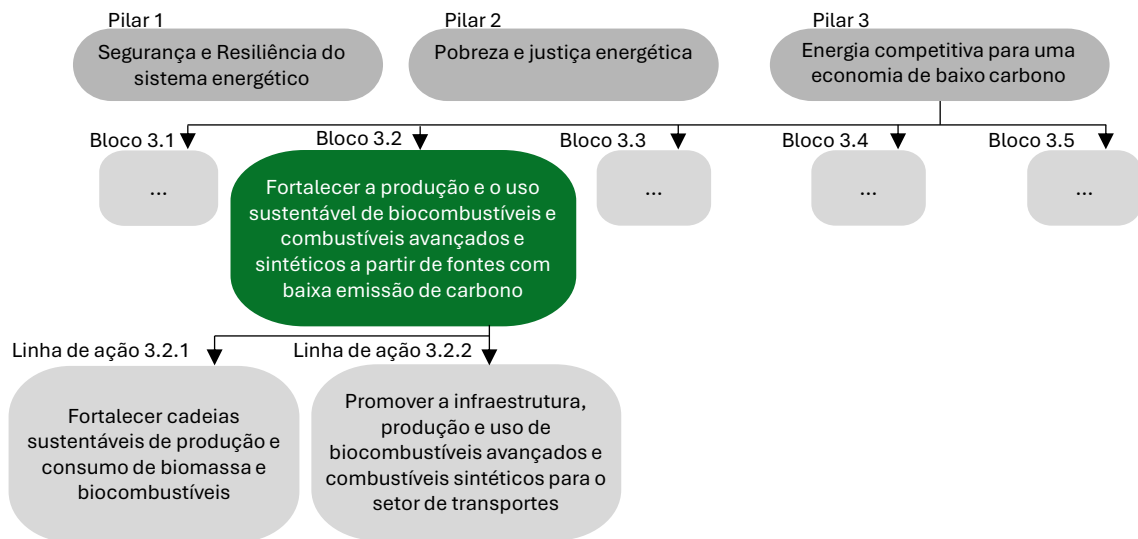 Pilar 1
Segurança e Resiliência do
sistema energético
Pilar 2
Pobreza e justiça energética
Pilar 3
Energia competitiva para uma
economia de baixo carbono
Bloco 3.1
...
Bloco 3.2
Fortalecer a produção e o uso
sustentável de biocombustíveis e
combustíveis avançados e
sintéticos a partir de fontes com
baixa emissão de carbono
Bloco 3.3
...
Bloco 3.4
...
Bloco 3.5
...
Linha de ação 3.2.1
Fortalecer cadeias
sustentáveis de produção e
consumo de biomassa e
biocombustíveis
Linha de ação 3.2.2
Promover a infraestrutura,
produção e uso de
biocombustíveis avançados e
combustíveis sintéticos para o
setor de transportes